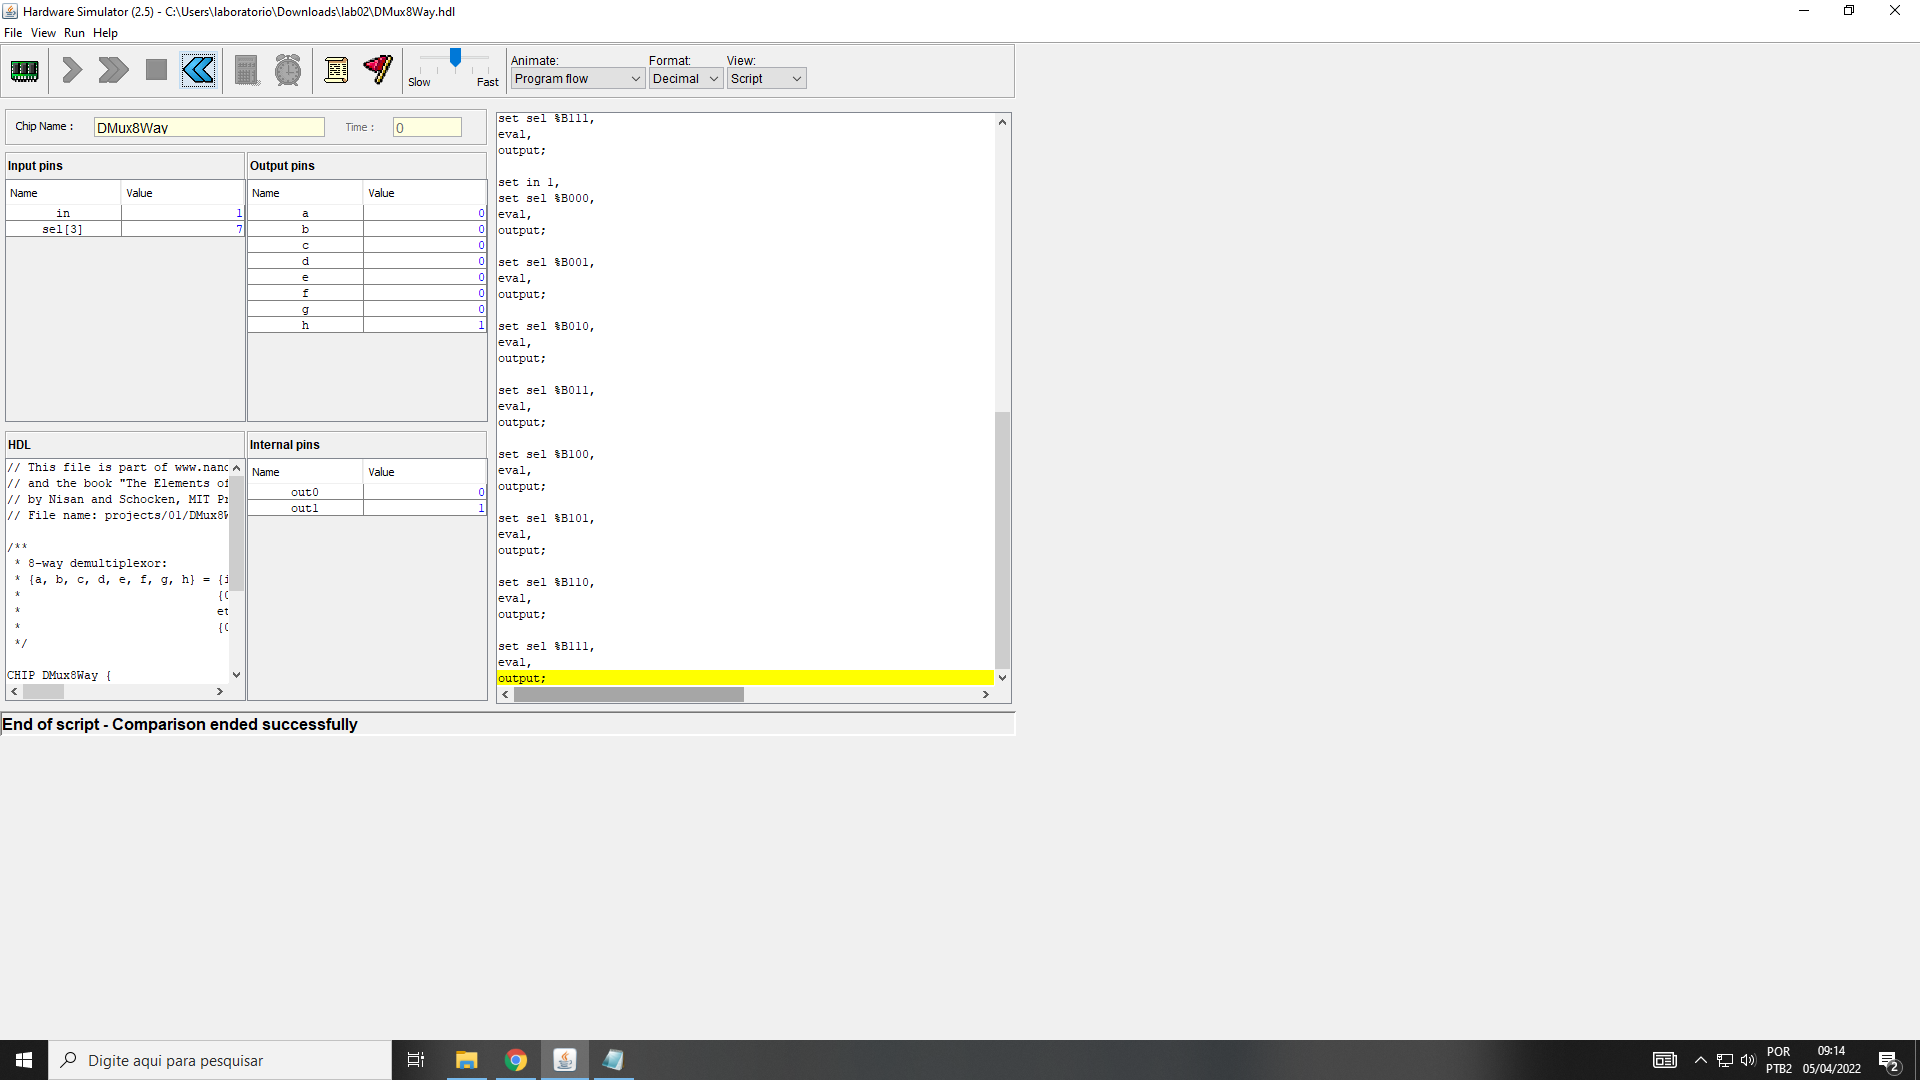 Hardware Simulator (2.5) - C:\Users\laboratorio\Downloads\lab02\DMux8Way.hdl
File View Run Help
Slow Fast
Animate: Format: View:
Program flow Decimal Script
Chip Name : DMux8Way Time : 0
Input pins
Name Value
in 1
sel[3] 7
Output pins
Name Value
a 0
b 0
c 0
d 0
e 0
f 0
g 0
h 1
HDL
// This file is part of www.nand
// and the book "The Elements of
// by Nisan and Schocken, MIT Pr
// File name: projects/01/DMux8W
/**
* 8-way demultiplexor:
* {a, b, c, d, e, f, g, h} = {i
* {0
* et
* {0
*/
CHIP DMux8Way {
Internal pins
Name Value
out0 0
out1 1
set sel %B111,
eval,
output;
set in 1,
set sel %B000,
eval,
output;
set sel %B001,
eval,
output;
set sel %B010,
eval,
output;
set sel %B011,
eval,
output;
set sel %B100,
eval,
output;
set sel %B101,
eval,
output;
set sel %B110,
eval,
output;
set sel %B111,
eval,
output;
End of script - Comparison ended successfully
Digite aqui para pesquisar
POR
PTB2
09:14
05/04/2022
2